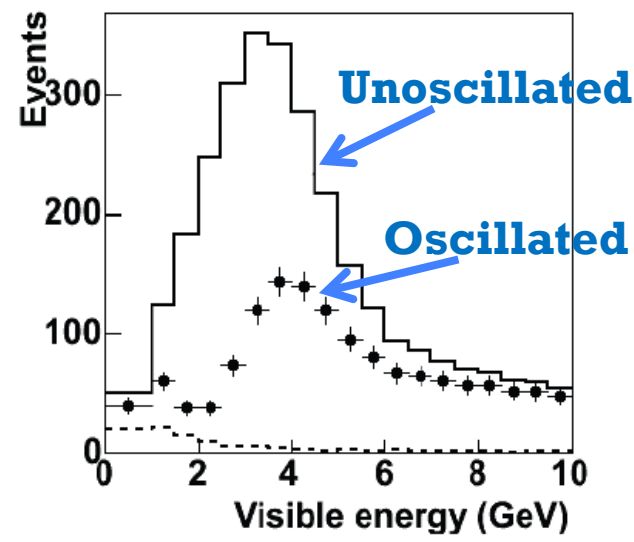 Events
300
200
100
0
Unoscillated
Oscillated
0 2 4 6 8 10
Visible energy (GeV)